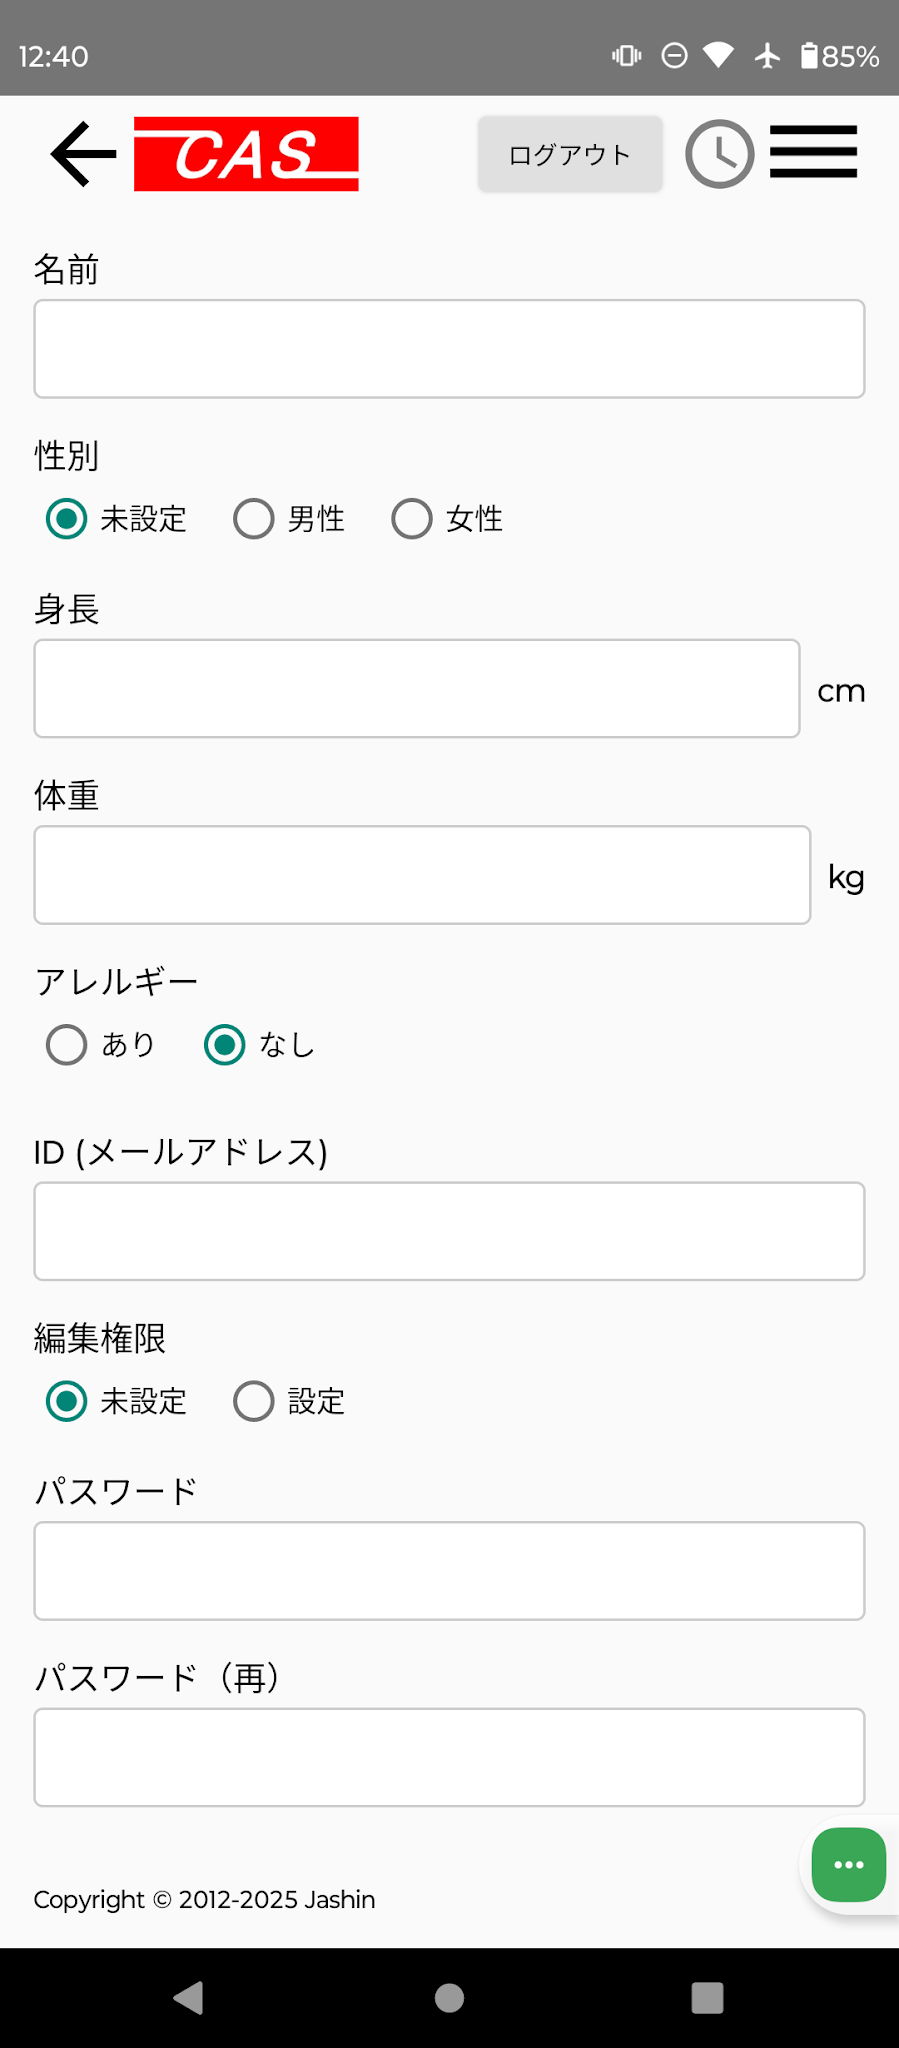 12:40
85%
CAS
ログアウト
名前
性別
未設定 男性 女性
身長
cm
体重
kg
アレルギー
あり なし
ID (メールアドレス)
編集権限
未設定 設定
パスワード
パスワード（再）
Copyright © 2012-2025 Jashin